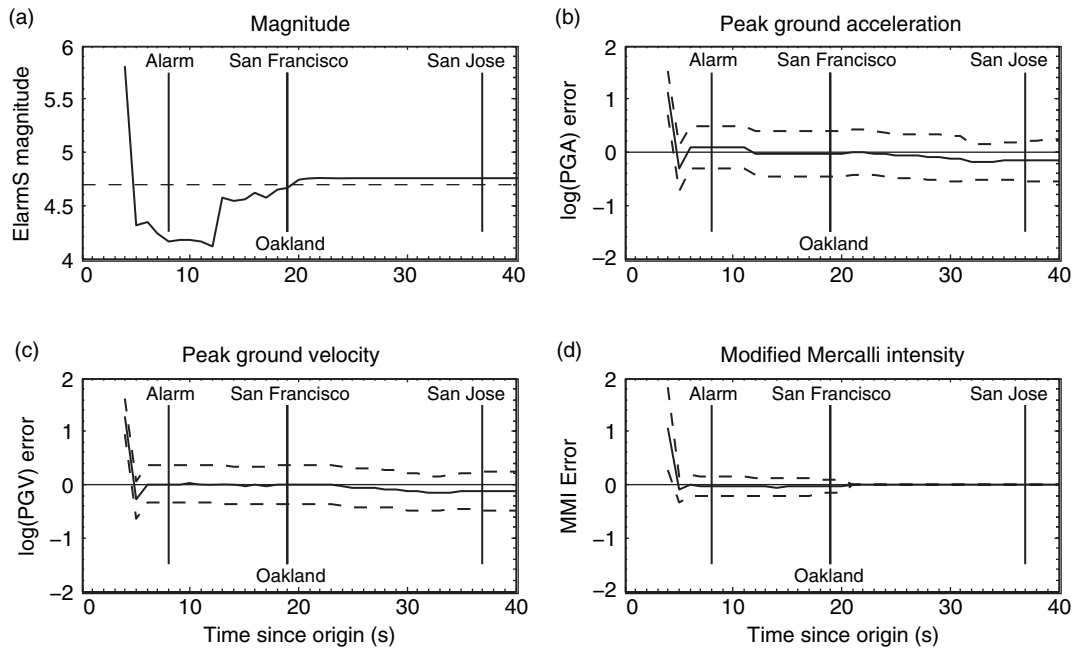 (a)
Magnitude
ElarmS magnitude
6
5.5
5
4.5
4
Alarm
San Francisco
San Jose
Oakland
0 10 20 30 40
(b)
Peak ground acceleration
log(PGA) error
2
1
0
−1
−2
Alarm
San Francisco
San Jose
Oakland
0 10 20 30 40
(c)
Peak ground velocity
log(PGV) error
2
1
0
−1
−2
Alarm
San Francisco
San Jose
Oakland
0 10 20 30 40
Time since origin (s)
(d)
Modified Mercalli intensity
MMI Error
2
1
0
−1
−2
Alarm
San Francisco
San Jose
Oakland
0 10 20 30 40
Time since origin (s)